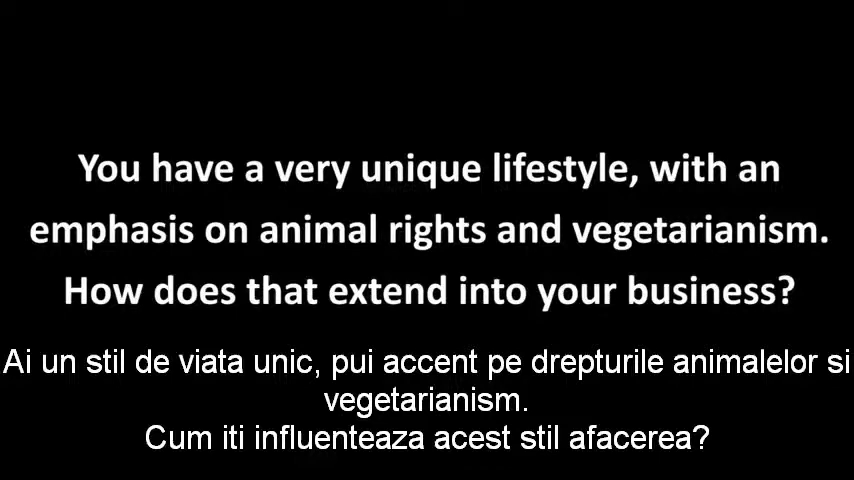 You have a very unique lifestyle, with an
emphasis on animal rights and vegetarianism.
How does that extend into your business?
Ai un stil de viata unic, pui accent pe drepturile animalelor si
vegetarianism.
Cum iti influenteaza acest stil afacerea?